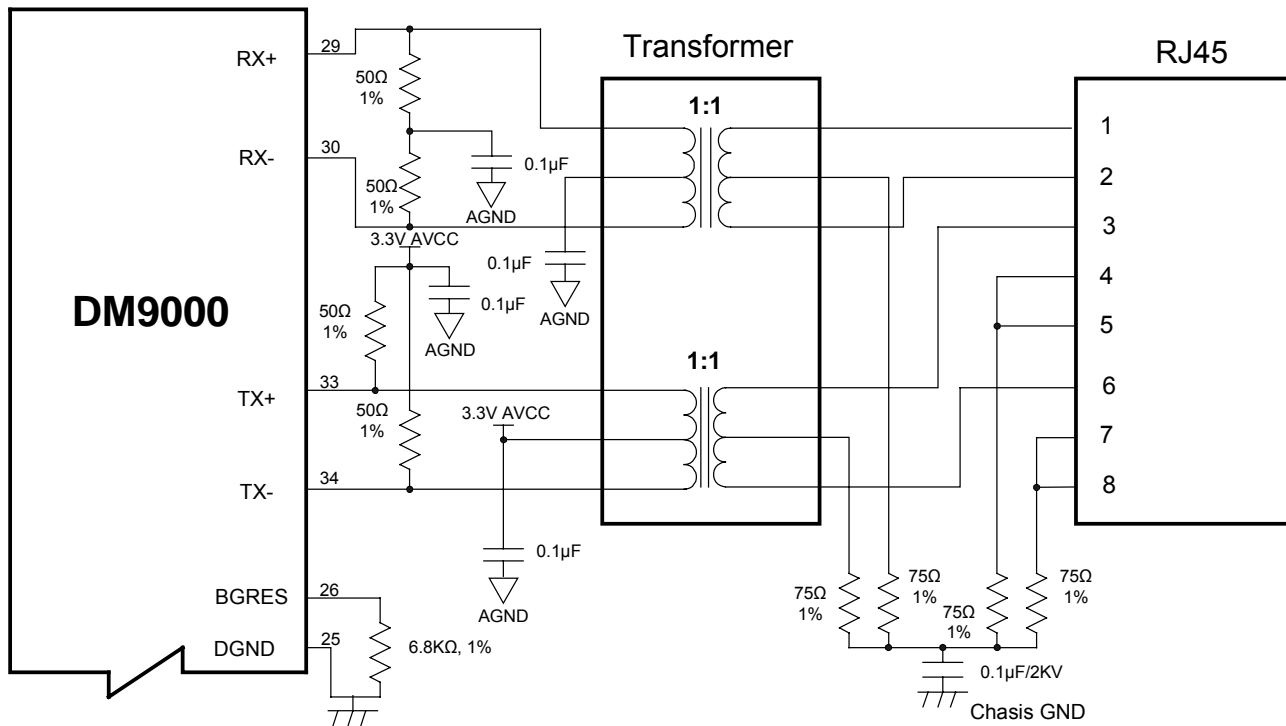 Transformer
RJ45
DM9000
RX+
29
50Ω
1%
RX-
30
50Ω
1%
0.1µF
AGND
3.3V AVCC
0.1µF
AGND
0.1µF
AGND
50Ω
1%
TX+
33
50Ω
1%
3.3V AVCC
TX-
34
0.1µF
AGND
BGRES
26
6.8KΩ, 1%
DGND
25
1:1
1:1
1
2
3
4
5
6
7
8
75Ω
1%
75Ω
1%
75Ω
1%
75Ω
1%
0.1µF/2KV
Chasis GND